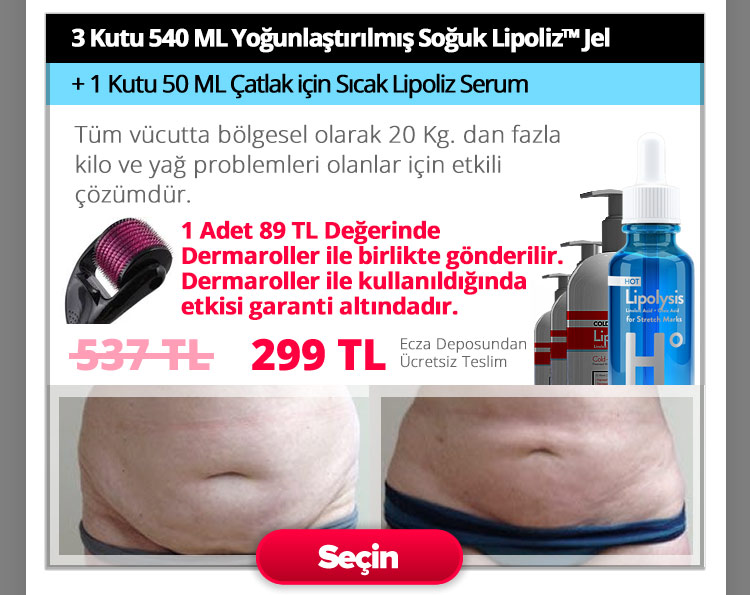 3 Kutu 540 ML Yoğunlaştırılmış Soğuk Lipoliz™ Jel
+ 1 Kutu 50 ML Çatlak için Sıcak Lipoliz Serum
Tüm vücutta bölgesel olarak 20 Kg. dan fazla
kilo ve yağ problemleri olanlar için etkili
çözümdür.
1 Adet 89 TL Değerinde
Dermaroller ile birlikte gönderilir.
Dermaroller ile kullanıldığında
etkisi garanti altındadır.
537 TL 299 TL
Ecza Deposundan
Ücretsiz Teslim
HOT
Lipolysis
for Stretch Marks
H°
COLD
Lip
Cold-
Seçin